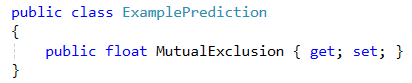 public class ExamplePrediction
{
    public float MutualExclusion { get; set; }
}